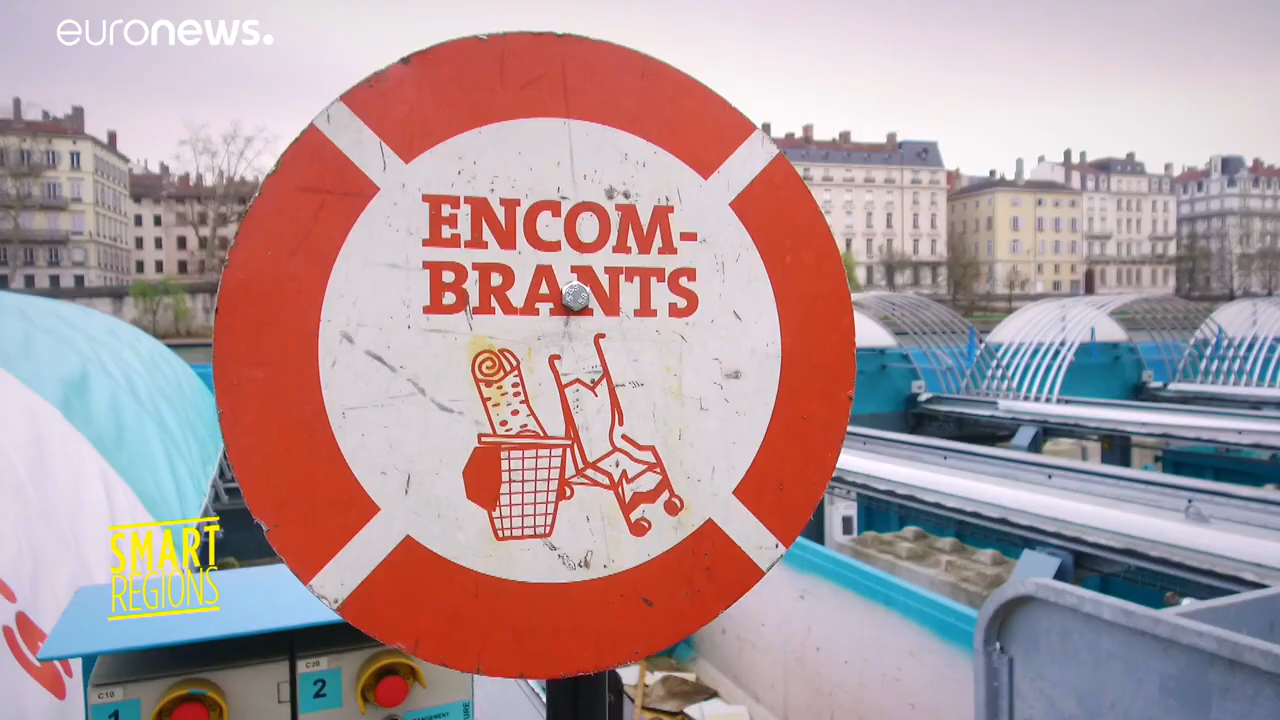 euronews.
ENCOM-
BRANTS
SMART
REGIONS
C10
1
C20
2